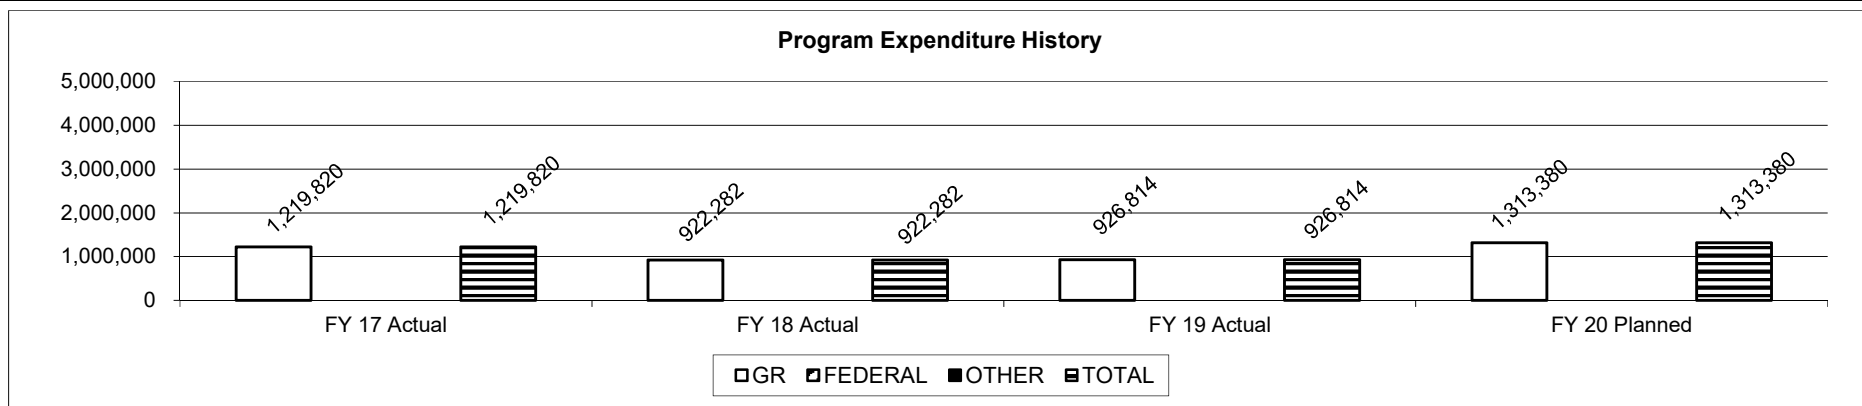 Program Expenditure History
5,000,000
4,000,000
3,000,000
2,000,000
1,000,000
0
1,219,820
1,219,820
922,282
922,282
926,814
926,814
1,313,380
1,313,380
FY 17 Actual
FY 18 Actual
FY 19 Actual
FY 20 Planned
GR FEDERAL OTHER TOTAL